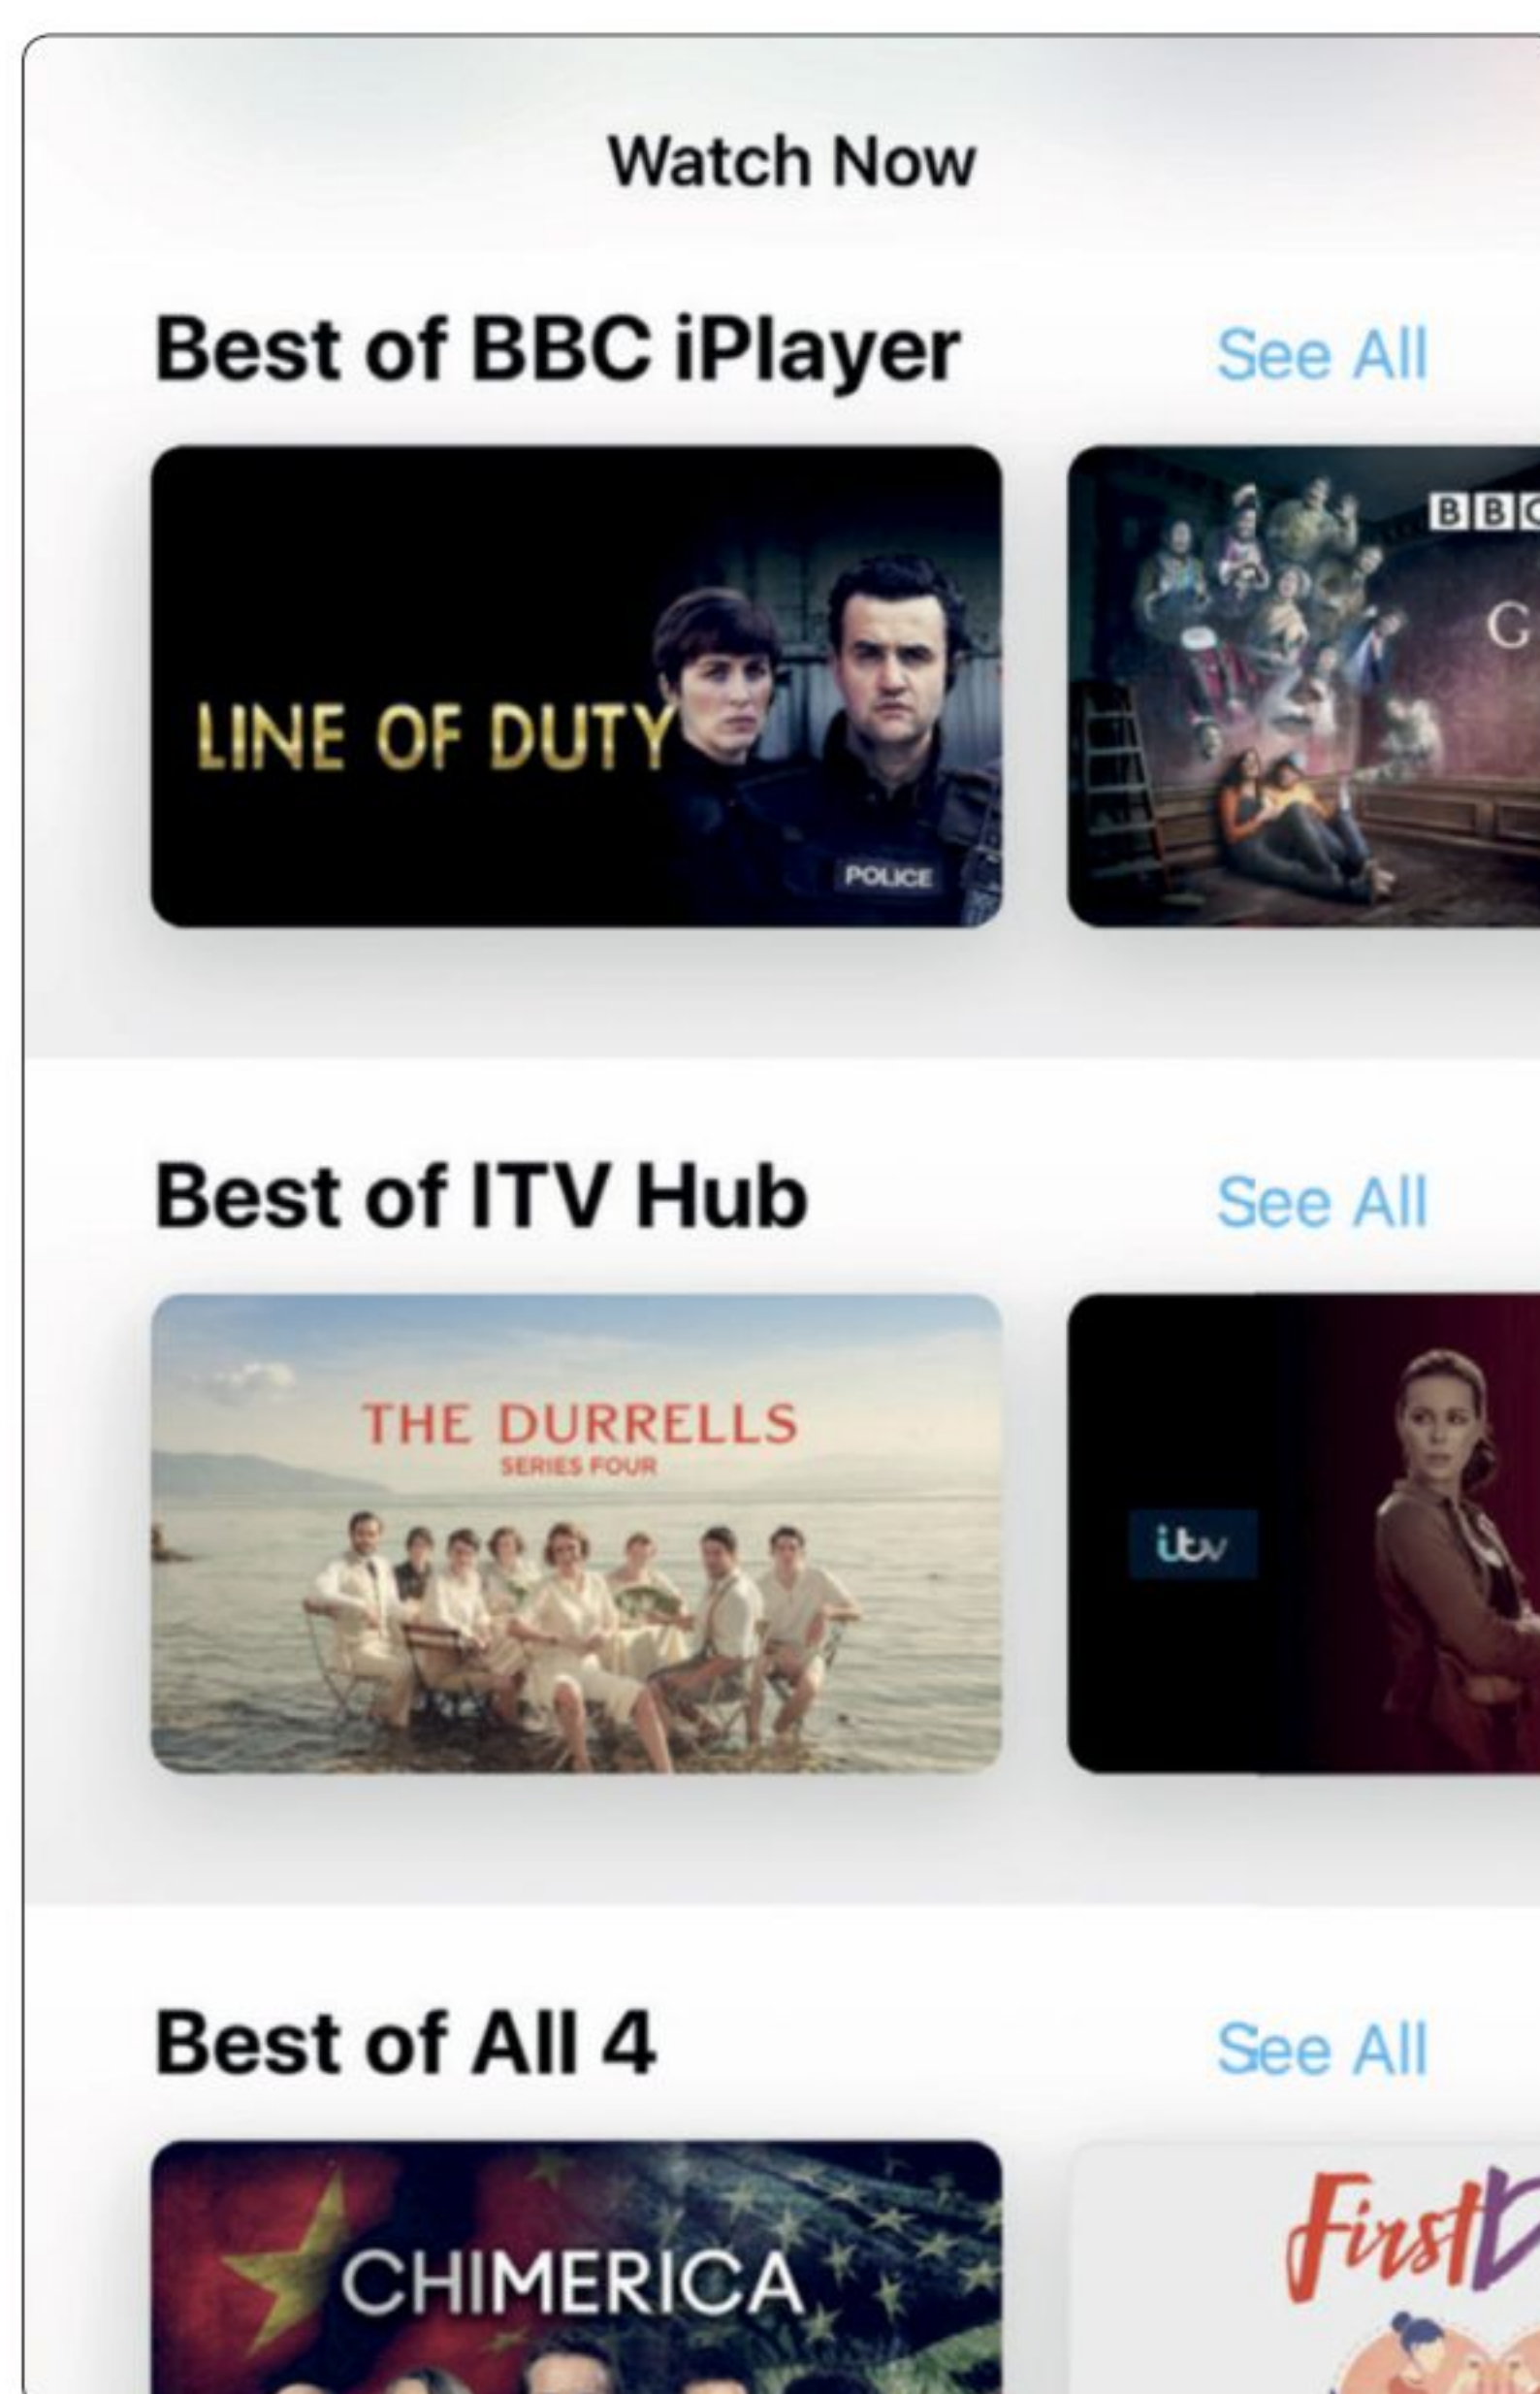 Watch Now
Best of BBC iPlayer
See All
LINE OF DUTY
POLICE
BBC
G
Best of ITV Hub
See All
THE DURRELLS
SERIES FOUR
itv
Best of All 4
See All
CHIMERICA
First